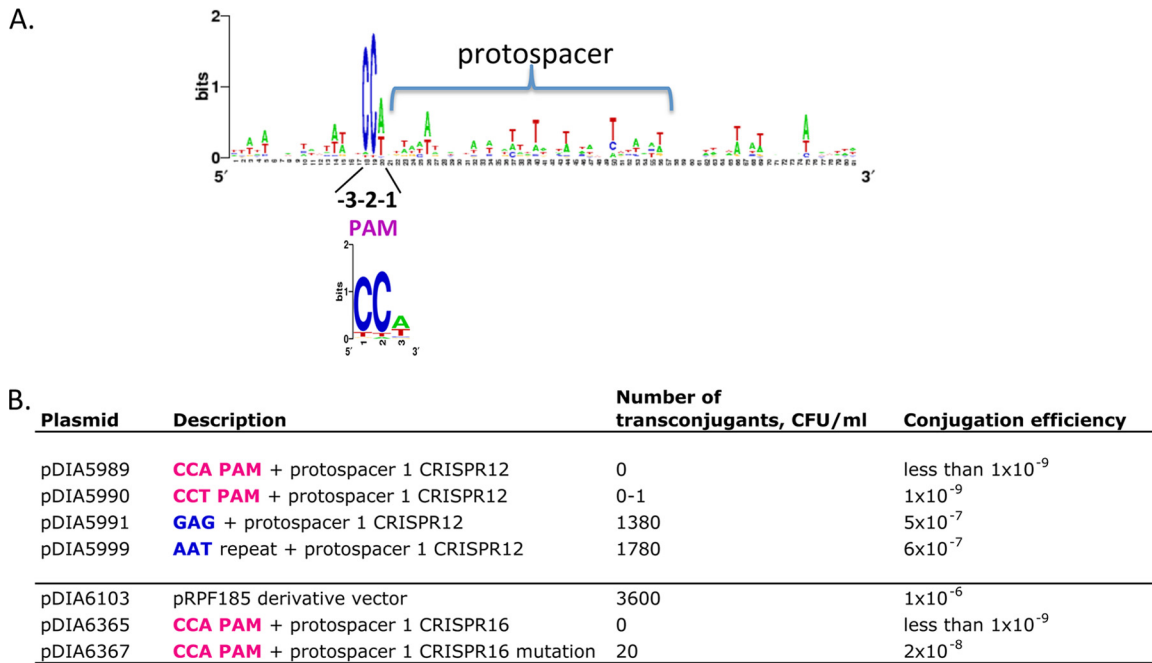 A.
2
protospacer
bits
1
0
5′
3′
-3-2-1
PAM
2
bits
1
0
5′
1 2 3
3′
B.
Plasmid Description Number of transconjugants, CFU/ml Conjugation efficiency
pDIA5989 CCA PAM + protospacer 1 CRISPR12 0 less than 1x10⁻⁹
pDIA5990 CCT PAM + protospacer 1 CRISPR12 0-1 1x10⁻⁹
pDIA5991 GAG + protospacer 1 CRISPR12 1380 5x10⁻⁷
pDIA5999 AAT repeat + protospacer 1 CRISPR12 1780 6x10⁻⁷
pDIA6103 pRPF185 derivative vector 3600 1x10⁻⁶
pDIA6365 CCA PAM + protospacer 1 CRISPR16 0 less than 1x10⁻⁹
pDIA6367 CCA PAM + protospacer 1 CRISPR16 mutation 20 2x10⁻⁸